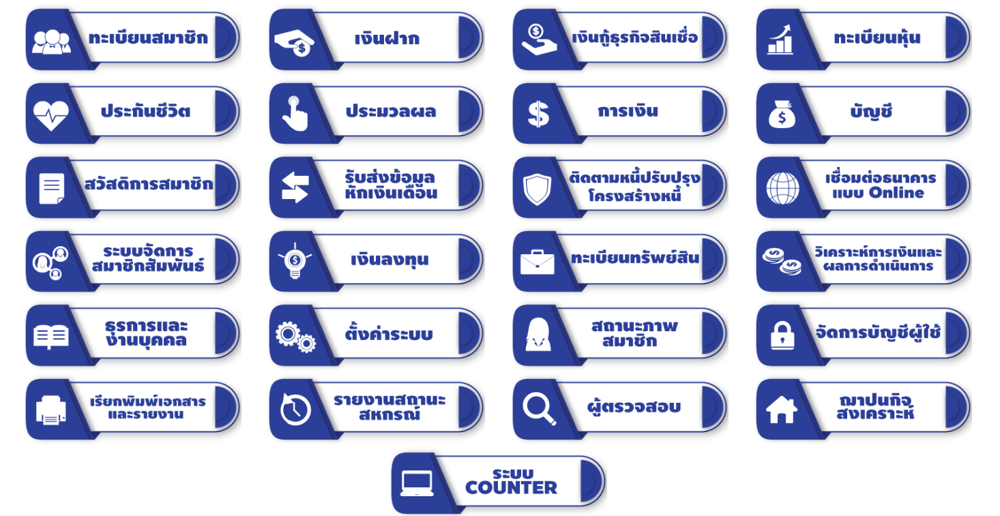 ทะเบียนสมาชิก
เงินฝาก
เงินกู้ธุรกิจสินเชื่อ
ทะเบียนหุ้น
ประกันชีวิต
ประมวลผล
การเงิน
บัญชี
สวัสดิการสมาชิก
รับส่งข้อมูล
หักเงินเดือน
ติดตามหนี้ปรับปรุง
โครงสร้างหนี้
เชื่อมต่อธนาคาร
แบบ Online
ระบบจัดการ
สมาชิกสัมพันธ์
เงินลงทุน
ทะเบียนทรัพย์สิน
วิเคราะห์การเงินและ
ผลการดำเนินการ
ธุรการและ
งานบุคคล
ตั้งค่าระบบ
สถานะภาพ
สมาชิก
จัดการบัญชีผู้ใช้
เรียกพิมพ์เอกสาร
และรายงาน
รายงานสถานะ
สหกรณ์
ผู้ตรวจสอบ
ฌาปนกิจ
สงเคราะห์
ระบบ
COUNTER